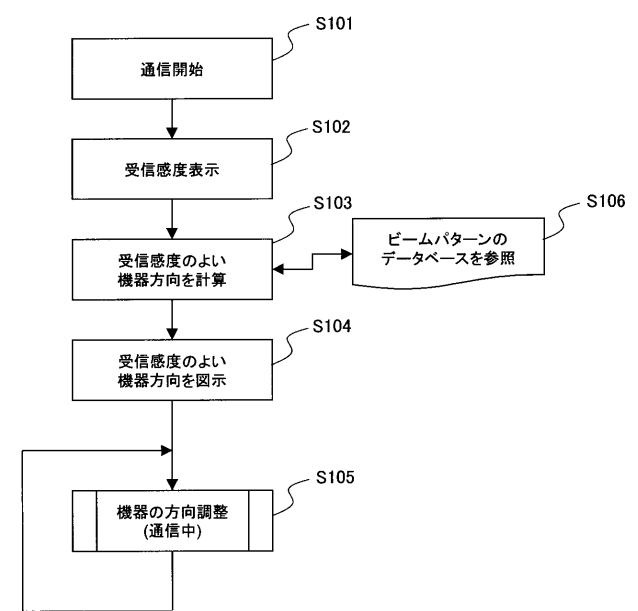 S101
通信開始
S102
受信感度表示
S103
受信感度のよい
機器方向を計算
S106
ビームパターンの
データベースを参照
S104
受信感度のよい
機器方向を図示
S105
機器の方向調整
(通信中)